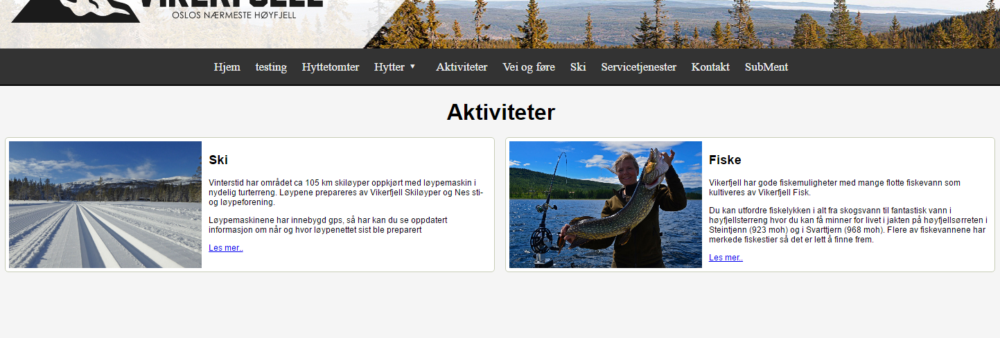 VIKERFJELL
OSLOS NÆRMESTE HØYFJELL
Hjem testing Hyttetomter Hytter ▼ Aktiviteter Vei og føre Ski Servicetjenester Kontakt SubMent
Aktiviteter
Ski
Vinterstid har området ca 105 km skiløyper oppkjørt med løypemaskin i
nydelig turterreng. Løypene prepareres av Vikerfjell Skiløyper og Nes sti-
og løypeforening.
Løypemaskinene har innebygd gps, så har kan du se oppdatert
informasjon om når og hvor løypenettet sist ble preparert
Les mer..
Fiske
Vikerfjell har gode fiskemuligheter med mange flotte fiskevann som
kultiveres av Vikerfjell Fisk.
Du kan utfordre fiskelykken i alt fra skogsvann til fantastisk vann i
høyfjellsterreng hvor du kan få minner for livet i jakten på høyfjellsørreten i
Steintjenn (923 moh) og i Svarttjern (968 moh). Flere av fiskevannene har
merkede fiskestier så det er lett å finne frem.
Les mer..